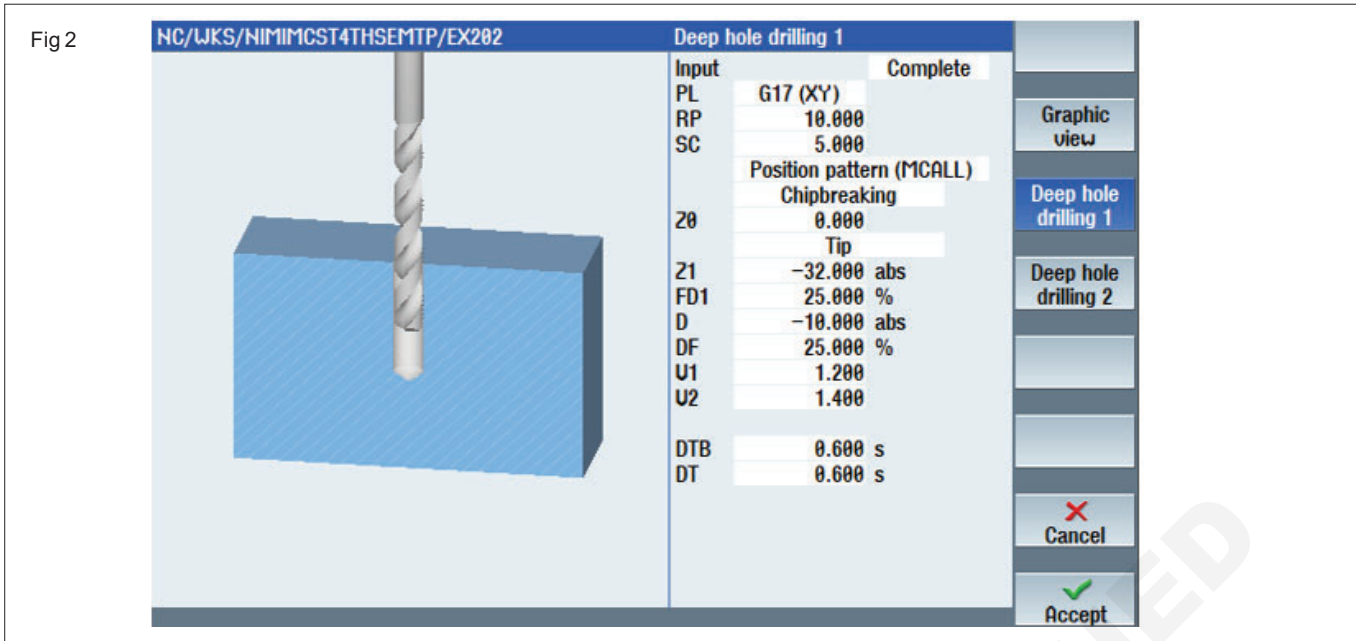 Fig 2
NC/WKS/NIMIMCST4THSEMTP/EX202
Deep hole drilling 1
Input Complete
PL G17 (XY)
RP 10.000
SC 5.000
Position pattern (MCALL)
Chipbreaking
Z0 0.000
Tip
Z1 -32.000 abs
FD1 25.000 %
D -10.000 abs
DF 25.000 %
V1 1.200
V2 1.400
DTB 0.600 s
DT 0.600 s
Graphic
view
Deep hole
drilling 1
Deep hole
drilling 2
Cancel
Accept